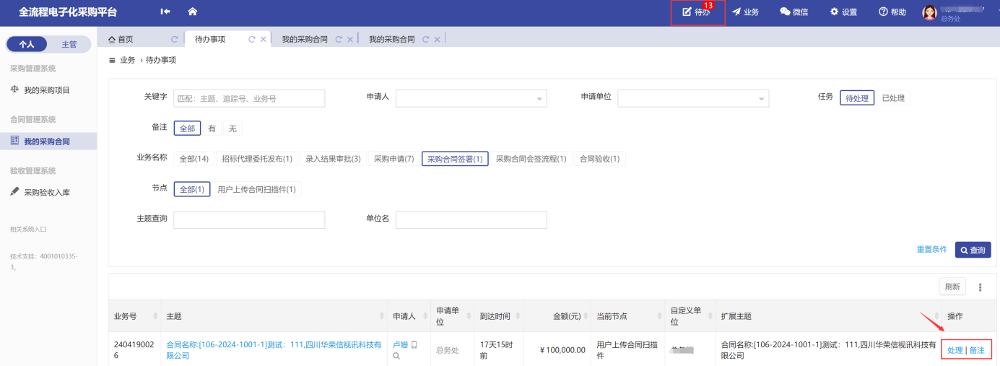 全流程电子化采购平台
待办 13 业务 微信 设置 帮助
总务处
个人 主管
首页 待办事项 我的采购合同 我的采购合同
采购管理系统
我的采购项目
合同管理系统
我的采购合同
验收管理系统
采购验收入库
相关系统入口
技术支持：4001010335-
3,
业务 › 待办事项
关键字 匹配：主题、追踪号、业务号 申请人 申请单位 任务 待处理 已处理
备注 全部 有 无
业务名称 全部(14) 招标代理委托发布(1) 录入结果审批(3) 采购申请(7) 采购合同签署(1) 采购合同会签流程(1) 合同验收(1)
节点 全部(1) 用户上传合同扫描件(1)
主题查询 单位名
重置条件 查询
刷新
业务号 主题 申请人 申请单
位 到达时间 金额(元) 当前节点 自定义单
位 扩展主题 操作
240419002
6 合同名称:[106-2024-1001-1]测试：111,四川华荣信视讯科技有
限公司 卢姗 总务处 17天15时
前 ￥100,000.00 用户上传合同扫描
件 合同名称:[106-2024-1001-1]测试：111,四川华荣信视讯科技有
限公司 处理 | 备注